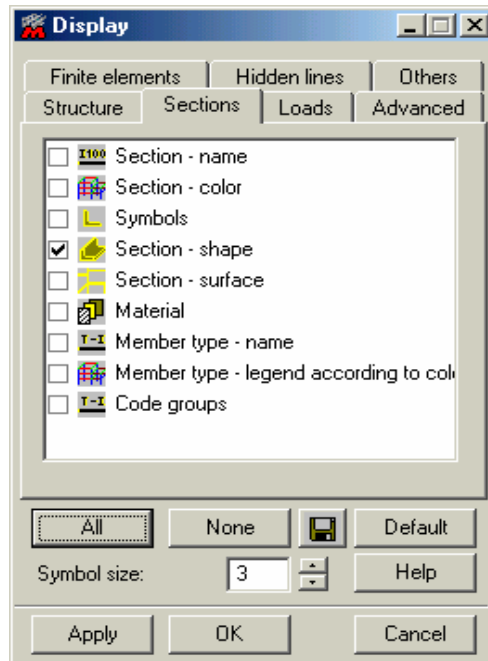 Display
Finite elements Hidden lines Others
Structure Sections Loads Advanced
I100 Section - name
Section - color
Symbols
Section - shape
Section - surface
Material
T-I Member type - name
Member type - legend according to col
T-I Code groups
All None Default
Symbol size: 3 Help
Apply OK Cancel